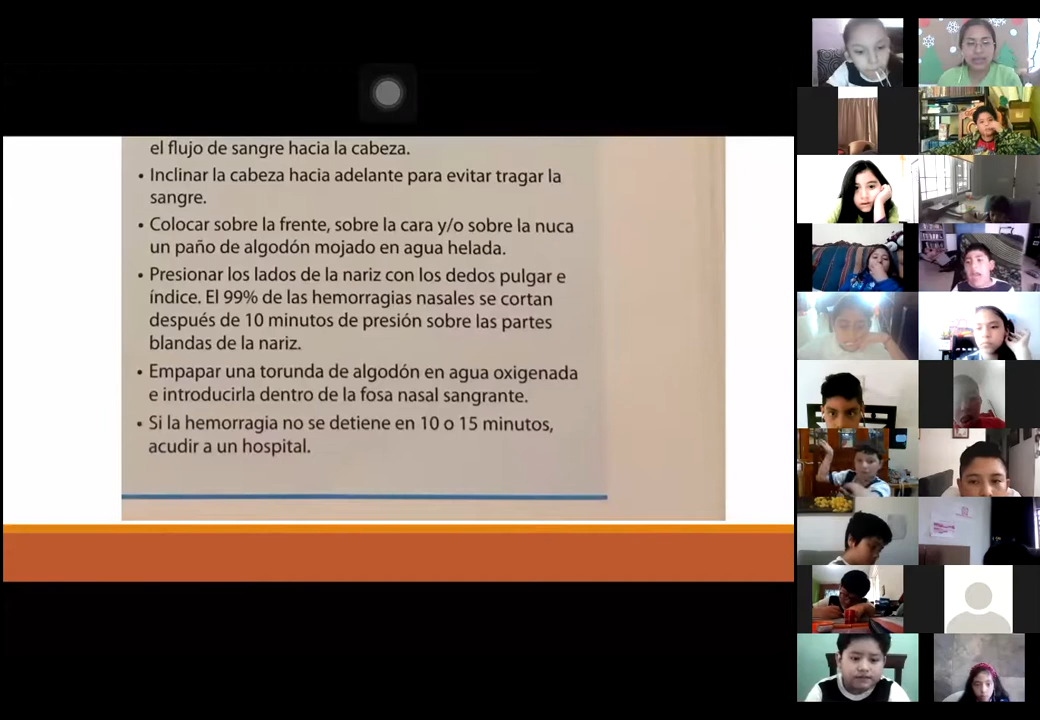 el flujo de sangre hacia la cabeza.
• Inclinar la cabeza hacia adelante para evitar tragar la
sangre.
• Colocar sobre la frente, sobre la cara y/o sobre la nuca
un paño de algodón mojado en agua helada.
• Presionar los lados de la nariz con los dedos pulgar e
índice. El 99% de las hemorragias nasales se cortan
después de 10 minutos de presión sobre las partes
blandas de la nariz.
• Empapar una torunda de algodón en agua oxigenada
e introducirla dentro de la fosa nasal sangrante.
• Si la hemorragia no se detiene en 10 o 15 minutos,
acudir a un hospital.